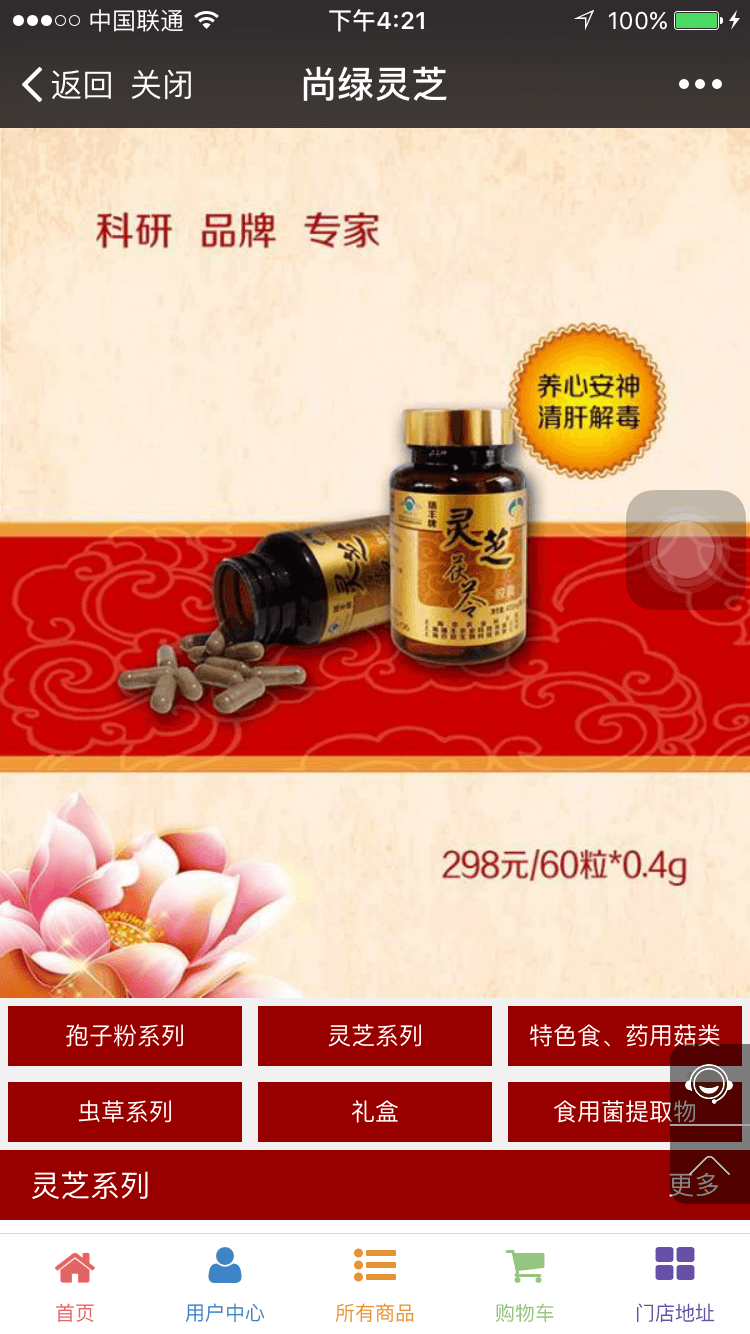 中国联通
下午4:21
100%
返回 关闭
尚绿灵芝
科研 品牌 专家
养心安神
清肝解毒
灵芝
茯苓
灵芝
298元/60粒*0.4g
孢子粉系列
灵芝系列
特色食、药用菇类
虫草系列
礼盒
食用菌提取物
灵芝系列
更多
首页
用户中心
所有商品
购物车
门店地址